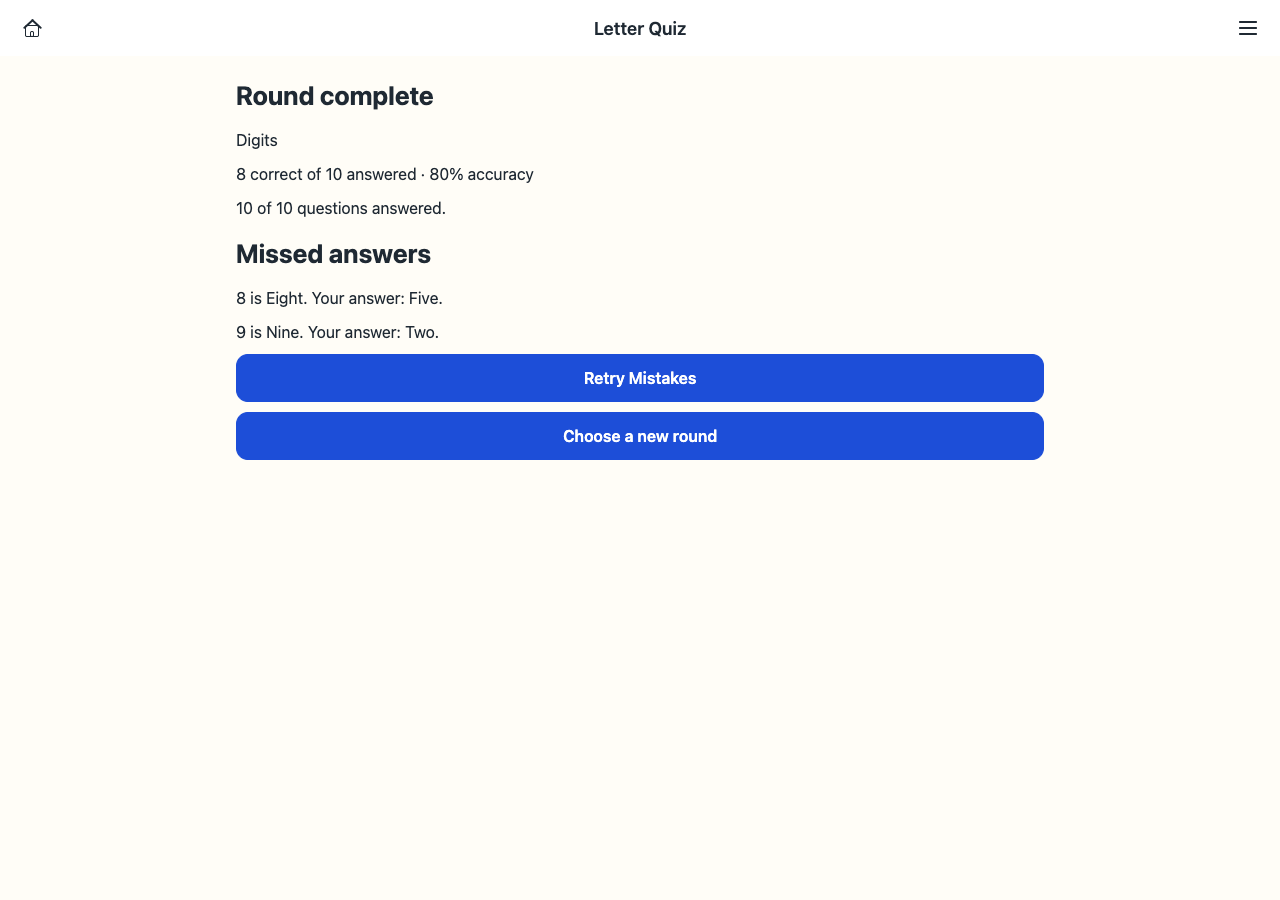 Letter Quiz
Round complete
Digits
8 correct of 10 answered · 80% accuracy
10 of 10 questions answered.
Missed answers
8 is Eight. Your answer: Five.
9 is Nine. Your answer: Two.
Retry Mistakes
Choose a new round